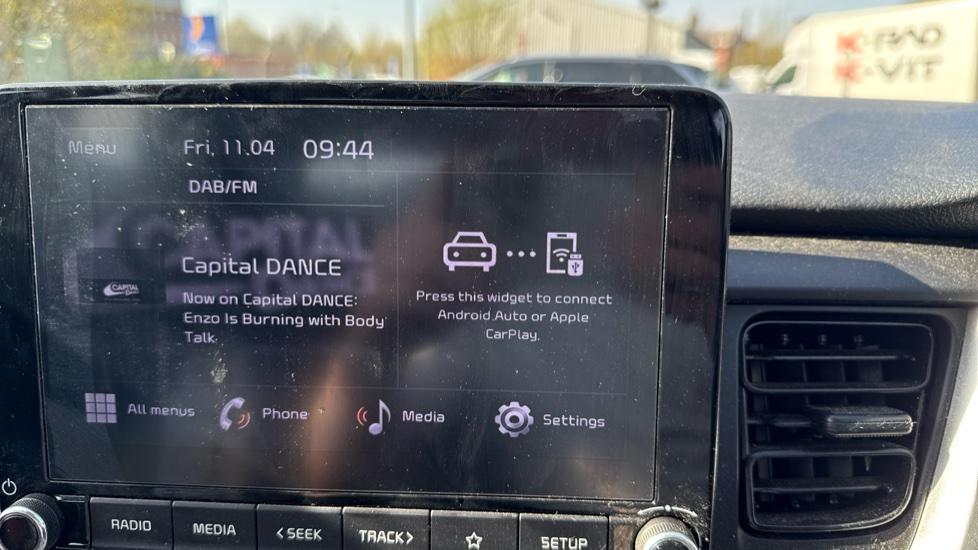 K-RAD
K-VIT
Menu
Fri, 11.04
09:44
DAB/FM
CAPITAL
Capital DANCE
CAPITAL
Now on Capital DANCE:
Enzo Is Burning with Body
Talk.
Press this widget to connect
Android Auto or Apple
CarPlay.
All menus
Phone
Media
Settings
RADIO
MEDIA
< SEEK
TRACK >
SETUP